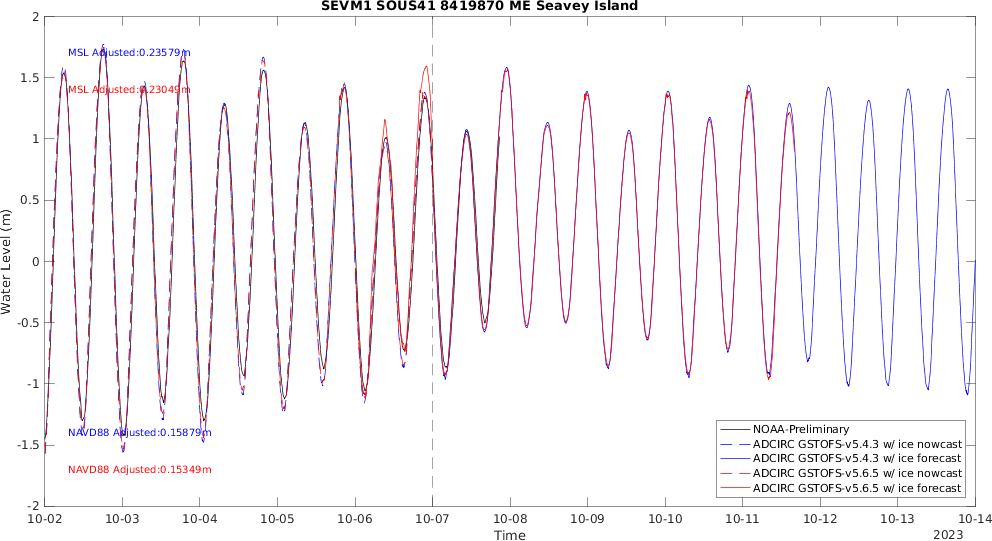 SEVM1 SOUS41 8419870 ME Seavey Island
2
1.5
1
0.5
0
-0.5
-1
-1.5
-2
Water Level (m)
MSL Adjusted:0.23579m
MSL Adjusted:0.23049m
NAVD88 Adjusted:0.15879m
NAVD88 Adjusted:0.15349m
NOAA-Preliminary
ADCIRC GSTOFS-v5.4.3 w/ ice nowcast
ADCIRC GSTOFS-v5.4.3 w/ ice forecast
ADCIRC GSTOFS-v5.6.5 w/ ice nowcast
ADCIRC GSTOFS-v5.6.5 w/ ice forecast
10-02 10-03 10-04 10-05 10-06 10-07 10-08 10-09 10-10 10-11 10-12 10-13 10-14
Time
2023